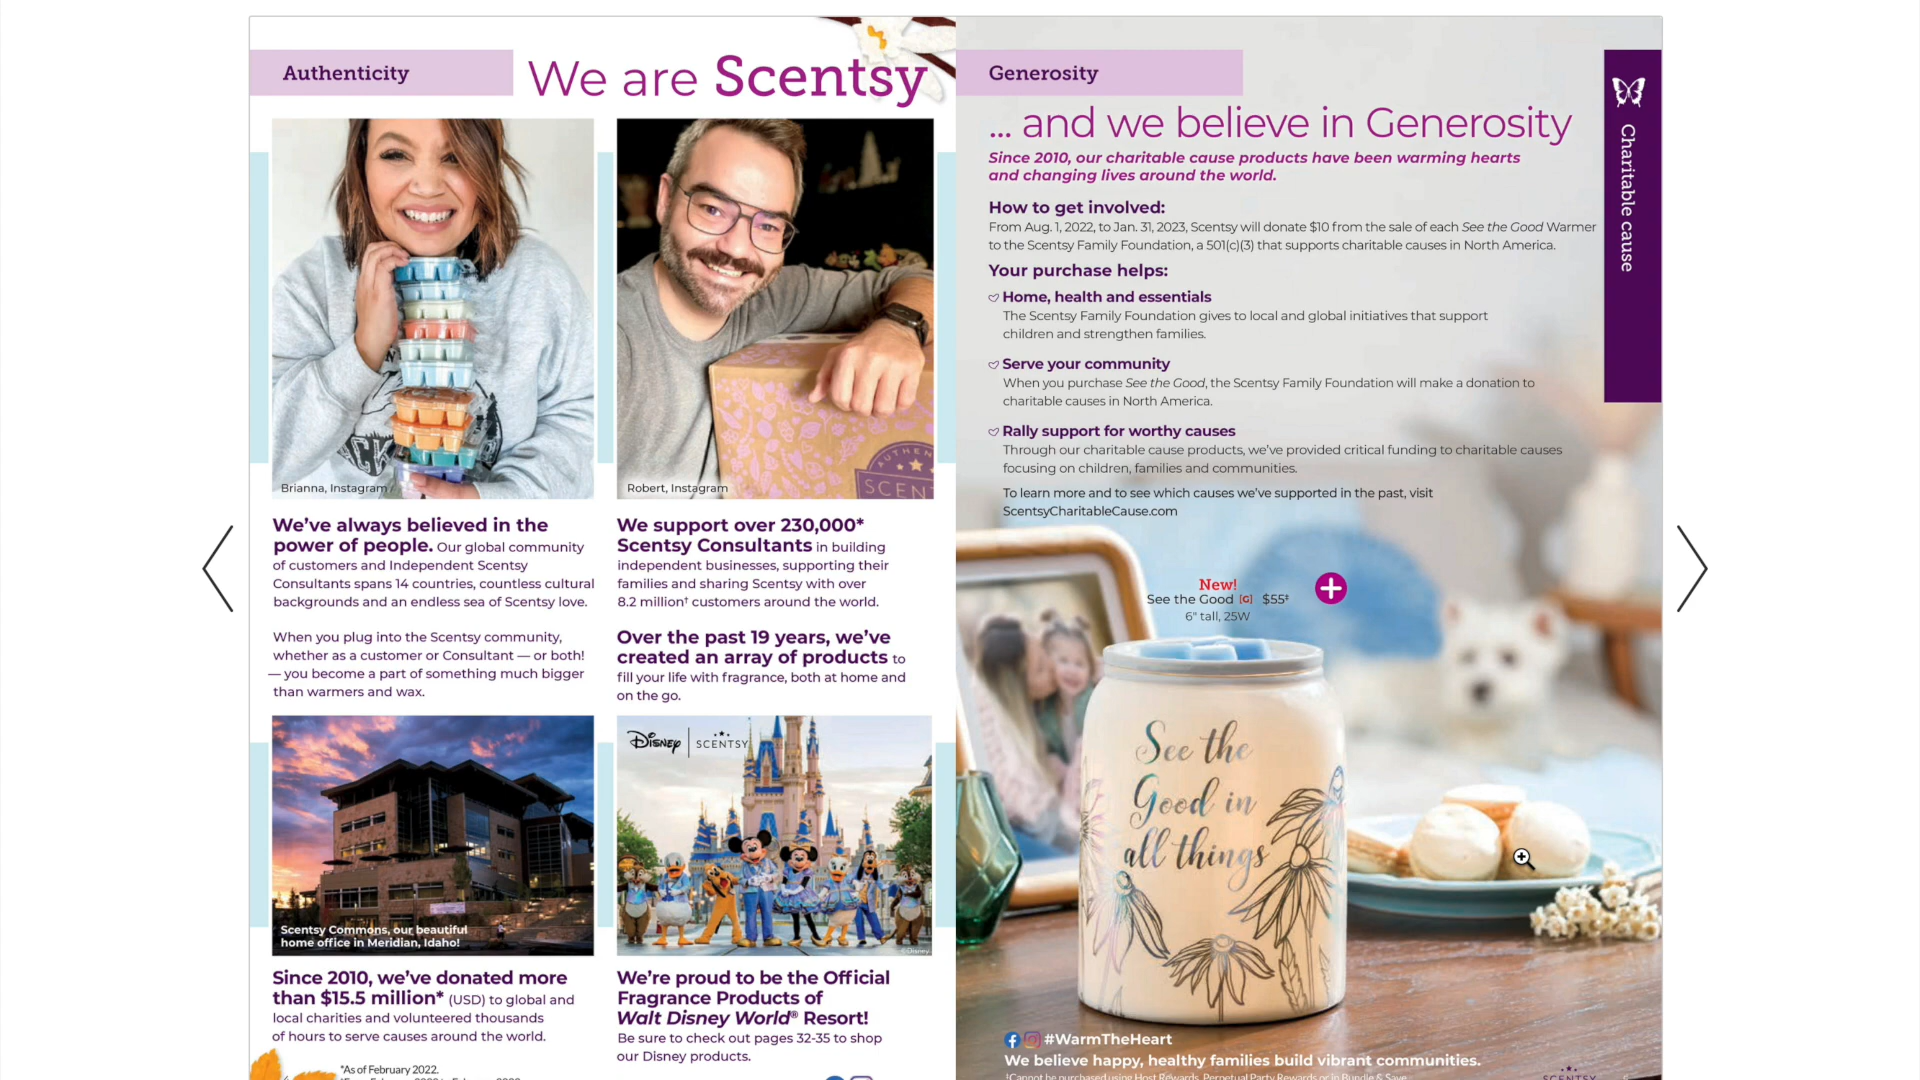 Authenticity
We are Scentsy
Brianna, Instagram
Robert, Instagram
We've always believed in the
power of people. Our global community
of customers and Independent Scentsy
Consultants spans 14 countries, countless cultural
backgrounds and an endless sea of Scentsy love.
When you plug into the Scentsy community,
whether as a customer or Consultant — or both!
— you become a part of something much bigger
than warmers and wax.
We support over 230,000*
Scentsy Consultants in building
independent businesses, supporting their
families and sharing Scentsy with over
8.2 million† customers around the world.
Over the past 19 years, we've
created an array of products to
fill your life with fragrance, both at home and
on the go.
Scentsy Commons, our beautiful
home office in Meridian, Idaho!
Disney | SCENTSY
©Disney
Since 2010, we've donated more
than $15.5 million* (USD) to global and
local charities and volunteered thousands
of hours to serve causes around the world.
We're proud to be the Official
Fragrance Products of
Walt Disney World® Resort!
Be sure to check out pages 32-35 to shop
our Disney products.
*As of February 2022.
Generosity
... and we believe in Generosity
Since 2010, our charitable cause products have been warming hearts
and changing lives around the world.
How to get involved:
From Aug. 1, 2022, to Jan. 31, 2023, Scentsy will donate $10 from the sale of each See the Good Warmer
to the Scentsy Family Foundation, a 501(c)(3) that supports charitable causes in North America.
Your purchase helps:
Home, health and essentials
The Scentsy Family Foundation gives to local and global initiatives that support
children and strengthen families.
Serve your community
When you purchase See the Good, the Scentsy Family Foundation will make a donation to
charitable causes in North America.
Rally support for worthy causes
Through our charitable cause products, we've provided critical funding to charitable causes
focusing on children, families and communities.
To learn more and to see which causes we've supported in the past, visit
ScentsyCharitableCause.com
Charitable cause
New!
See the Good [G] $55‡
6" tall, 25W
See the
Good in
all things
#WarmTheHeart
We believe happy, healthy families build vibrant communities.
‡Cannot be purchased using Host Rewards, Perpetual Party Rewards or in Bundle & Save.
SCENTSY